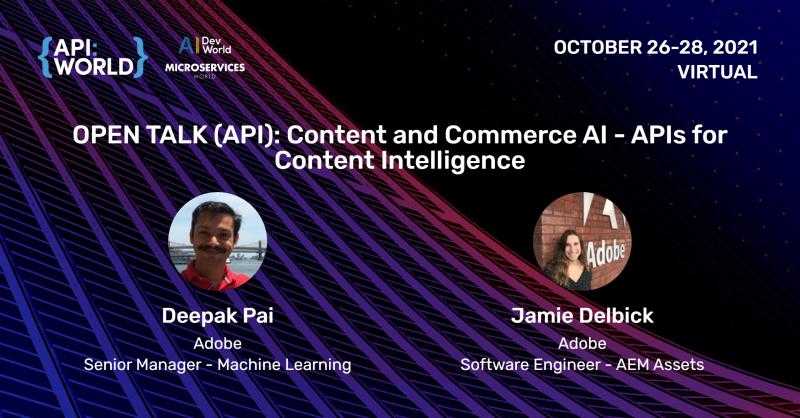 {API:
WORLD}
AI Dev
World
MICROSERVICES
WORLD
OCTOBER 26-28, 2021
VIRTUAL
OPEN TALK (API): Content and Commerce AI - APIs for
Content Intelligence
Adobe
Deepak Pai
Jamie Delbick
Adobe
Adobe
Senior Manager - Machine Learning
Software Engineer - AEM Assets